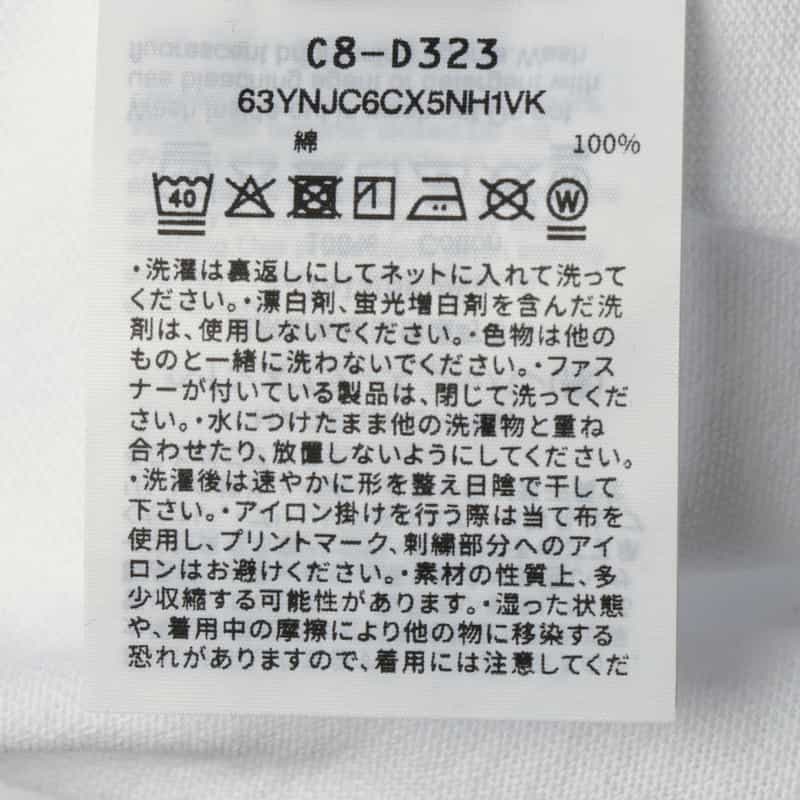 C8-D323
63YNJC6CX5NH1VK
綿 100%
40 W
・洗濯は裏返しにしてネットに入れて洗って
ください。・漂白剤、蛍光増白剤を含んだ洗
剤は、使用しないでください。・色物は他の
ものと一緒に洗わないでください。・ファス
ナーが付いている製品は、閉じて洗ってくだ
さい。・水につけたまま他の洗濯物と重ね
合わせたり、放置しないようにしてください。
・洗濯後は速やかに形を整え日陰で干して
下さい。・アイロン掛けを行う際は当て布を
使用し、プリントマーク、刺繍部分へのアイ
ロンはお避けください。・素材の性質上、多
少収縮する可能性があります。・湿った状態
や、着用中の摩擦により他の物に移染する
恐れがありますので、着用には注意してくだ